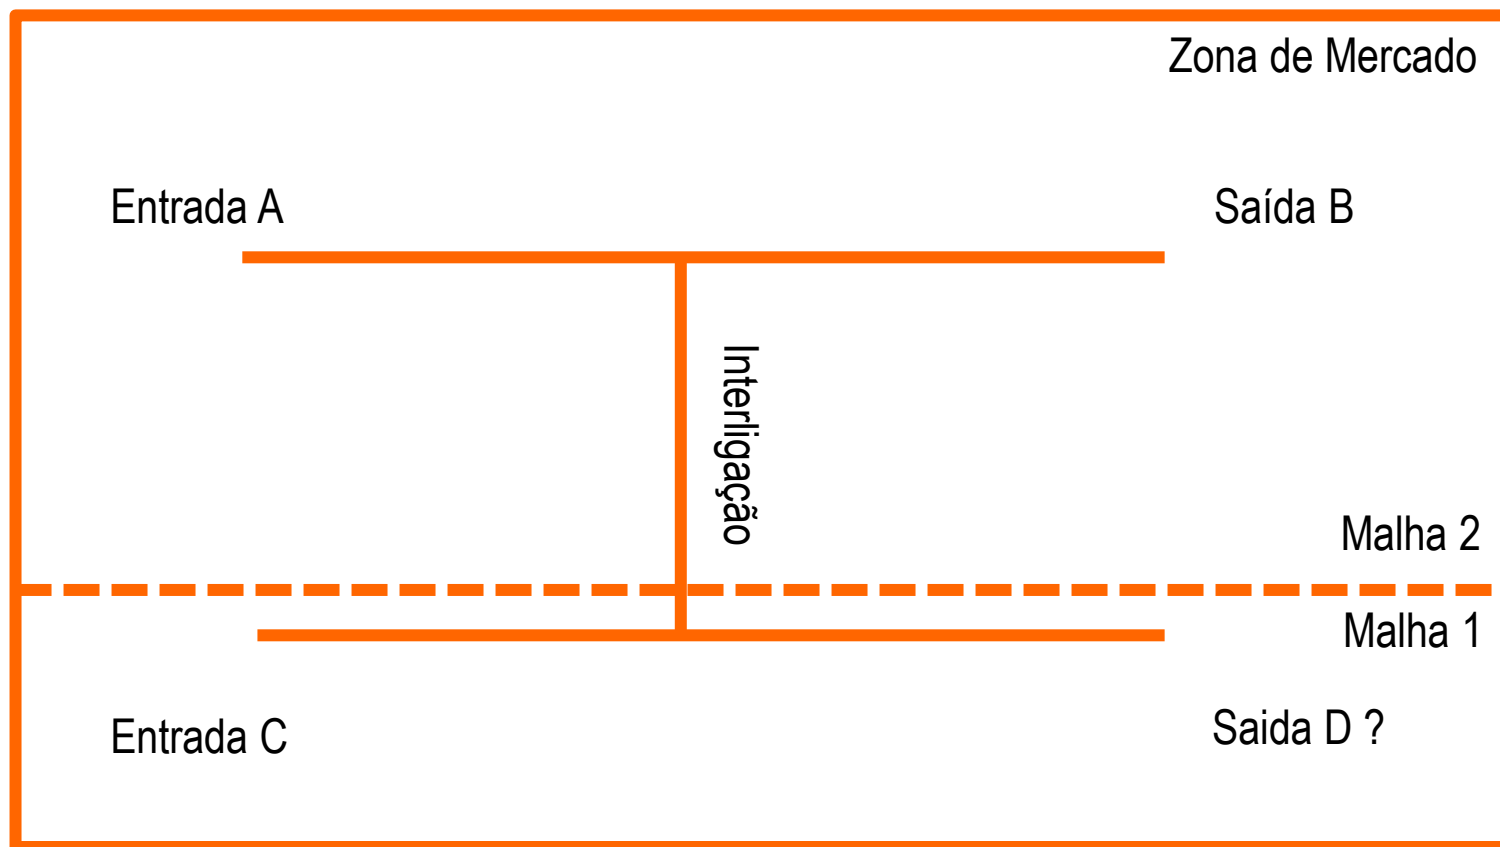 Zona de Mercado
Entrada A
Saída B
Interligação
Malha 2
Malha 1
Entrada C
Saida D ?